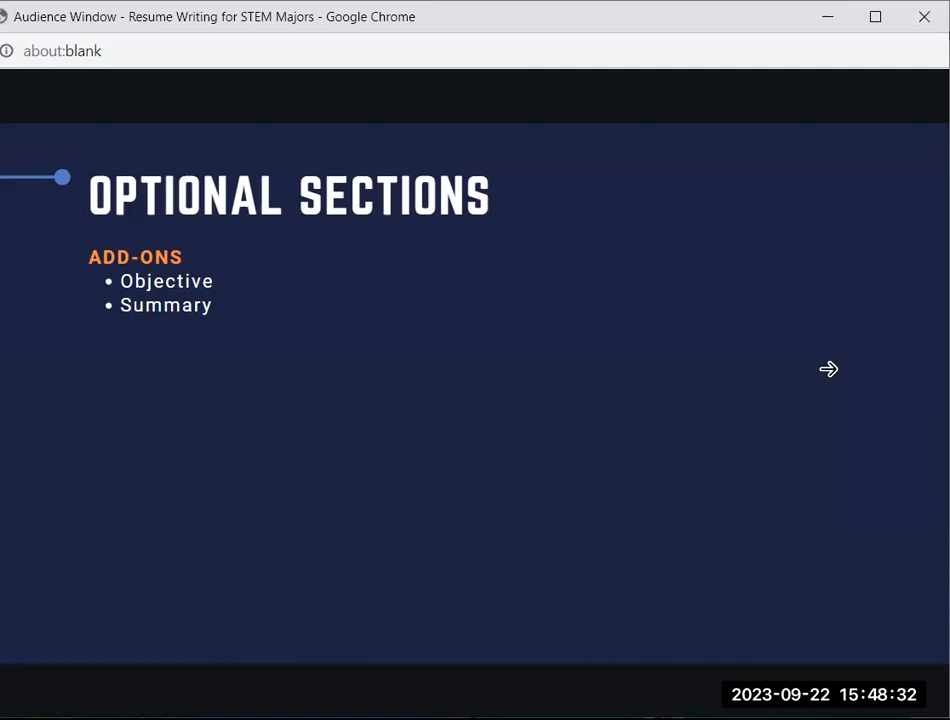 Audience Window - Resume Writing for STEM Majors - Google Chrome
about:blank
OPTIONAL SECTIONS
ADD-ONS
• Objective
• Summary
2023-09-22 15:48:32